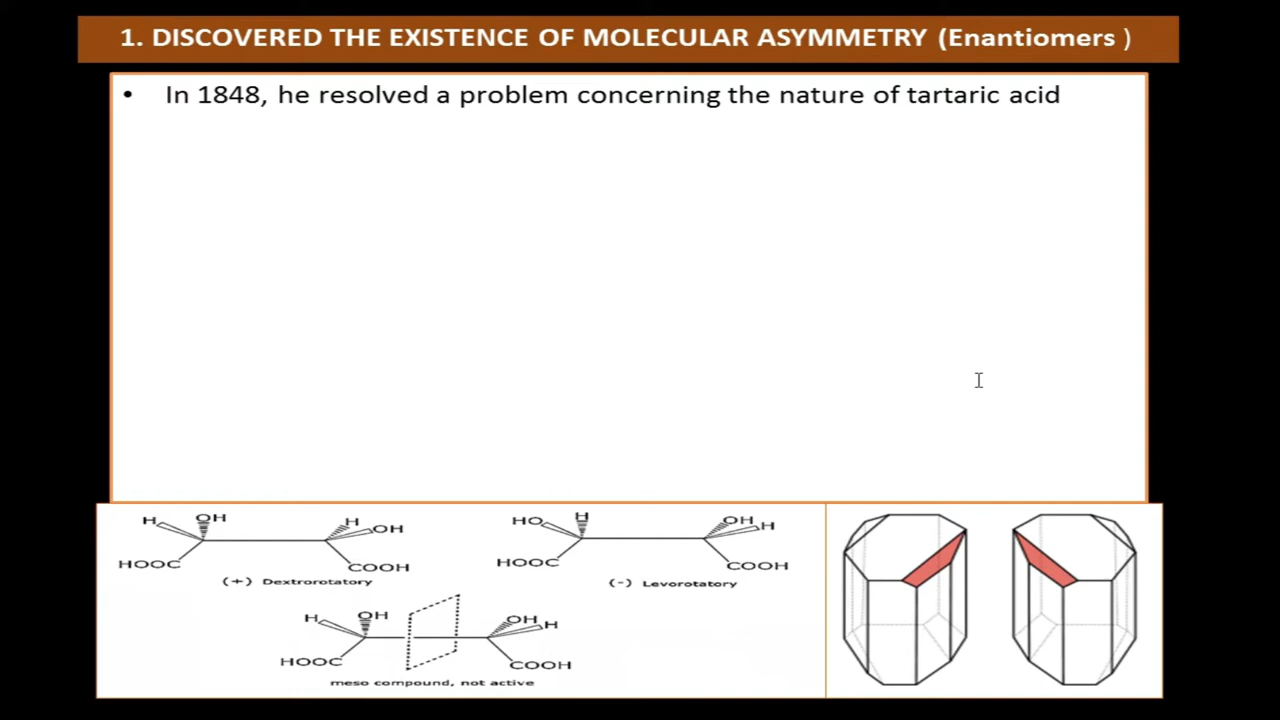 1. DISCOVERED THE EXISTENCE OF MOLECULAR ASYMMETRY (Enantiomers )
• In 1848, he resolved a problem concerning the nature of tartaric acid
H OH H OH
HOOC COOH
(+) Dextrorotatory
HO H OH H
HOOC COOH
(-) Levorotatory
H OH OH H
HOOC COOH
meso compound, not active